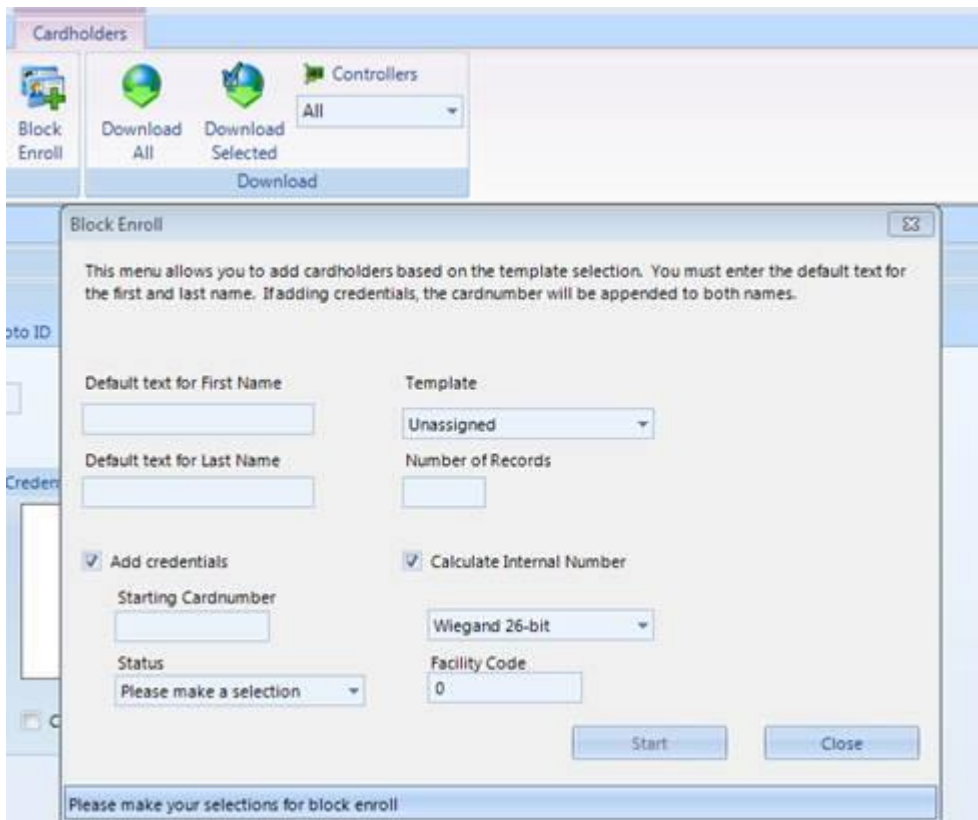 Cardholders
Block
Enroll
Download
All
Download
Selected
Controllers
All
Download
Block Enroll
This menu allows you to add cardholders based on the template selection. You must enter the default text for
the first and last name. If adding credentials, the cardnumber will be appended to both names.
oto ID
Default text for First Name
Template
Unassigned
Default text for Last Name
Number of Records
Creden
Add credentials
Calculate Internal Number
Starting Cardnumber
Wiegand 26-bit
Status
Facility Code
Please make a selection
0
C
Start
Close
Please make your selections for block enroll